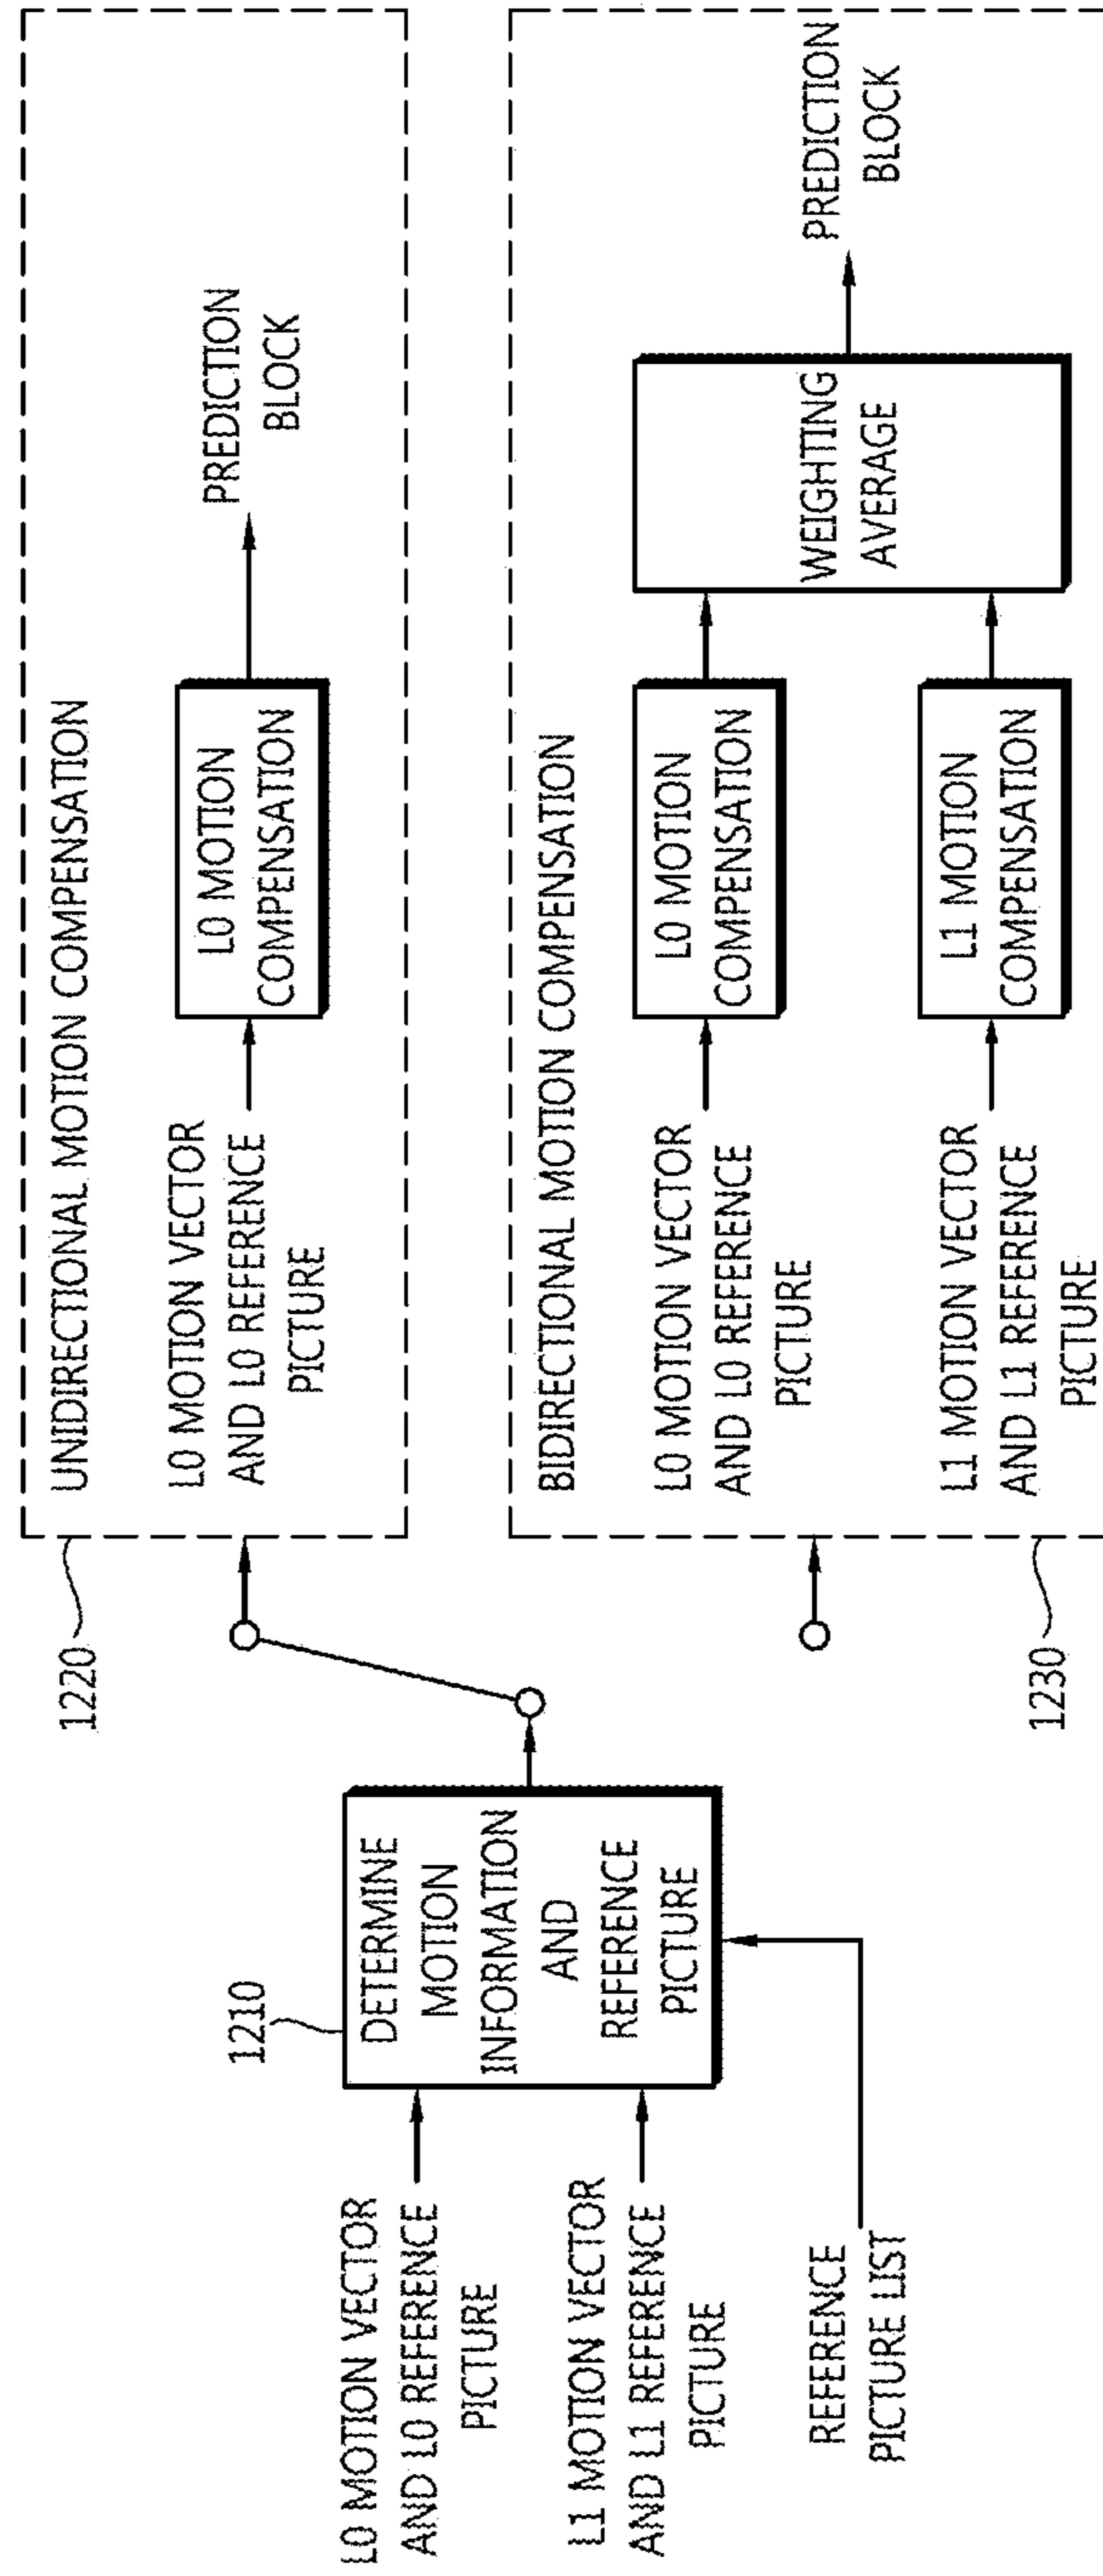 L0 MOTION VECTOR
AND L0 REFERENCE
PICTURE
L1 MOTION VECTOR
AND L1 REFERENCE
PICTURE
REFERENCE
PICTURE LIST
1210
DETERMINE
MOTION
INFORMATION
AND
REFERENCE
PICTURE
1220
UNIDIRECTIONAL MOTION COMPENSATION
L0 MOTION VECTOR
AND L0 REFERENCE
PICTURE
L0 MOTION
COMPENSATION
PREDICTION
BLOCK
1230
BIDIRECTIONAL MOTION COMPENSATION
L0 MOTION VECTOR
AND L0 REFERENCE
PICTURE
L0 MOTION
COMPENSATION
L1 MOTION VECTOR
AND L1 REFERENCE
PICTURE
L1 MOTION
COMPENSATION
WEIGHTING
AVERAGE
PREDICTION
BLOCK